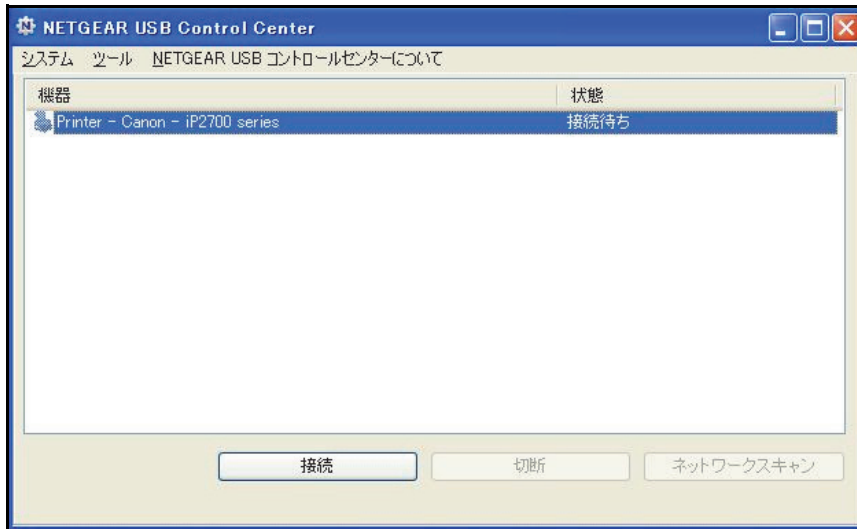 NETGEAR USB Control Center
システム ツール NETGEAR USB コントロールセンターについて
機器 状態
Printer - Canon - iP2700 series 接続待ち
接続 切断 ネットワークスキャン